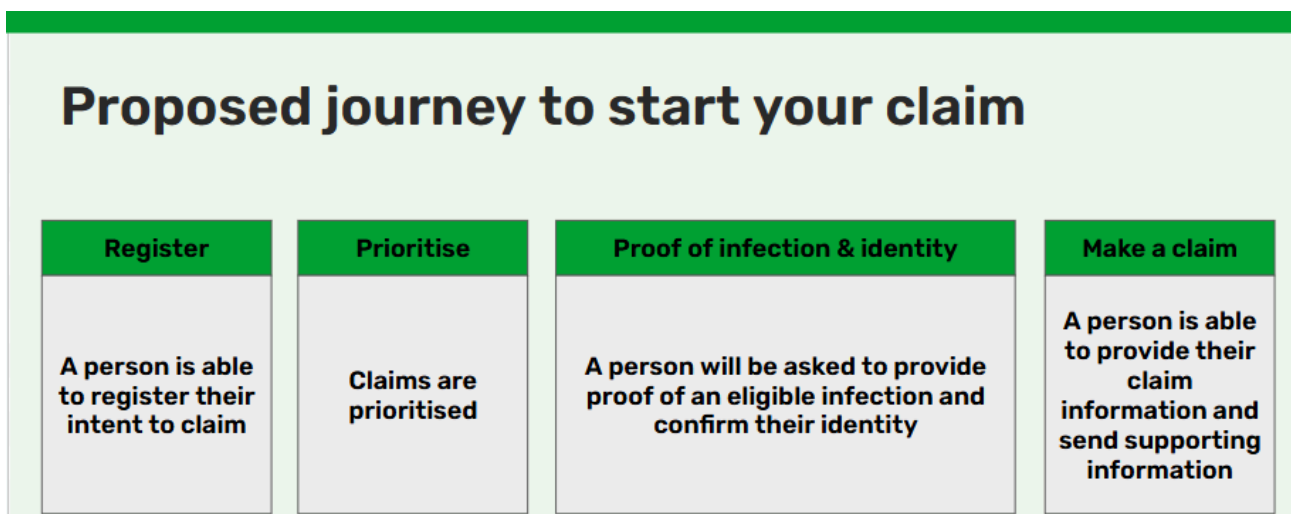 Proposed journey to start your claim
Register
A person is able
to register their
intent to claim
Prioritise
Claims are
prioritised
Proof of infection & identity
A person will be asked to provide
proof of an eligible infection and
confirm their identity
Make a claim
A person is able
to provide their
claim
information and
send supporting
information